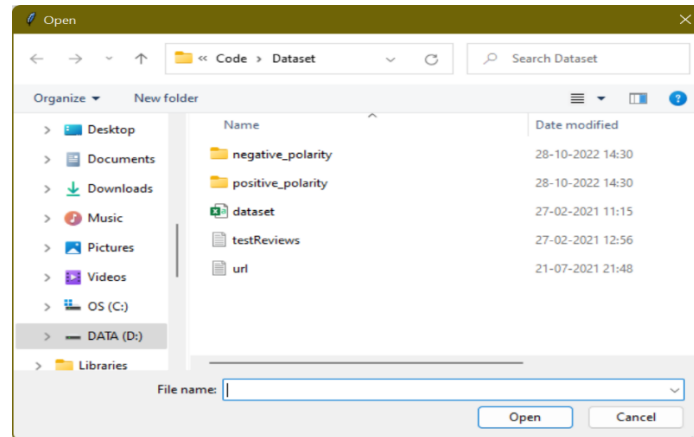 Open
« Code > Dataset
Search Dataset
Organize
New folder
Name
Date modified
Desktop
Documents
Downloads
Music
Pictures
Videos
OS (C:)
DATA (D:)
Libraries
negative_polarity 28-10-2022 14:30
positive_polarity 28-10-2022 14:30
dataset 27-02-2021 11:15
testReviews 27-02-2021 12:56
url 21-07-2021 21:48
File name:
Open
Cancel